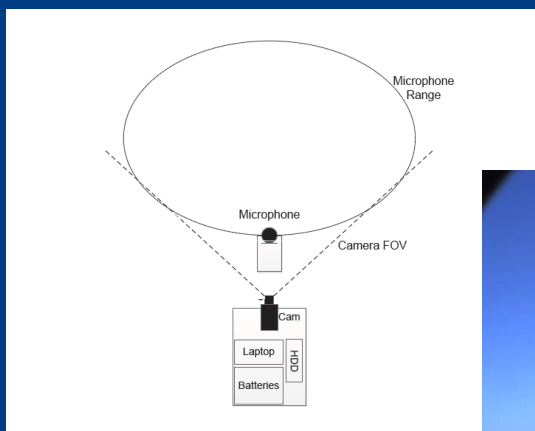 Microphone
Range
Microphone
Camera FOV
Cam
Laptop
HDD
Batteries